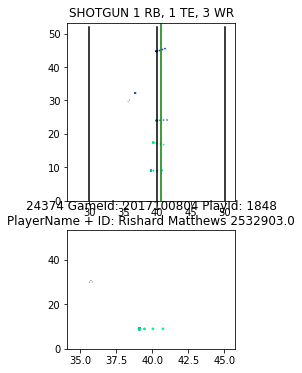 SHOTGUN 1 RB, 1 TE, 3 WR
50
40
30
20
10
0
30 35 40 45 50
24374 GameId: 2017100804 PlayId: 1848
PlayerName + ID: Rishard Matthews 2532903.0
40
20
0
35.0 37.5 40.0 42.5 45.0